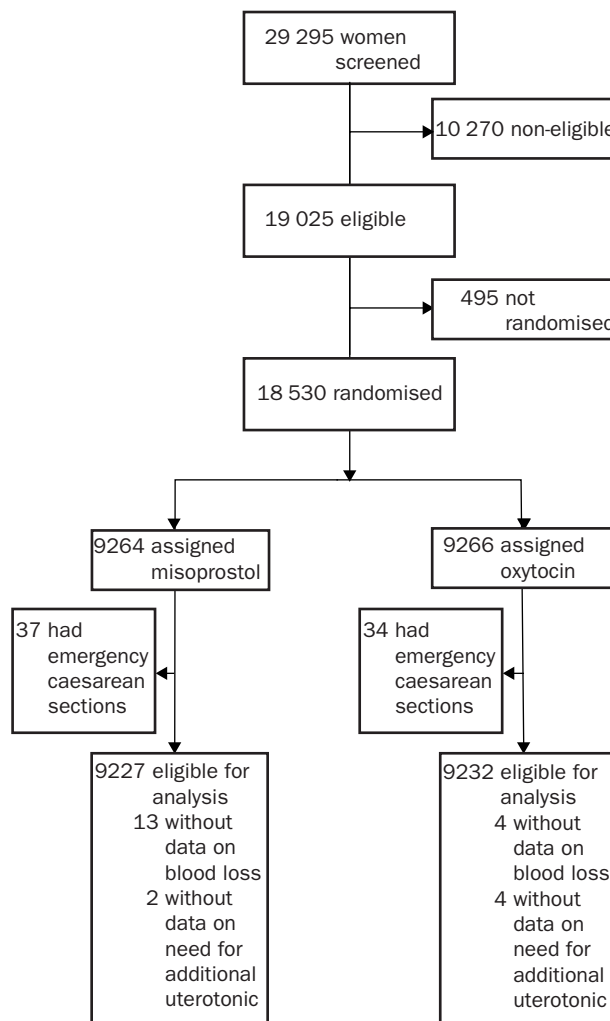 29 295 women
screened
10 270 non-eligible
19 025 eligible
495 not
randomised
18 530 randomised
9264 assigned
misoprostol
9266 assigned
oxytocin
37 had
emergency
caesarean
sections
34 had
emergency
caesarean
sections
9227 eligible for
analysis
13 without
data on
blood loss
2 without
data on
need for
additional
uterotonic
9232 eligible for
analysis
4 without
data on
blood loss
4 without
data on
need for
additional
uterotonic